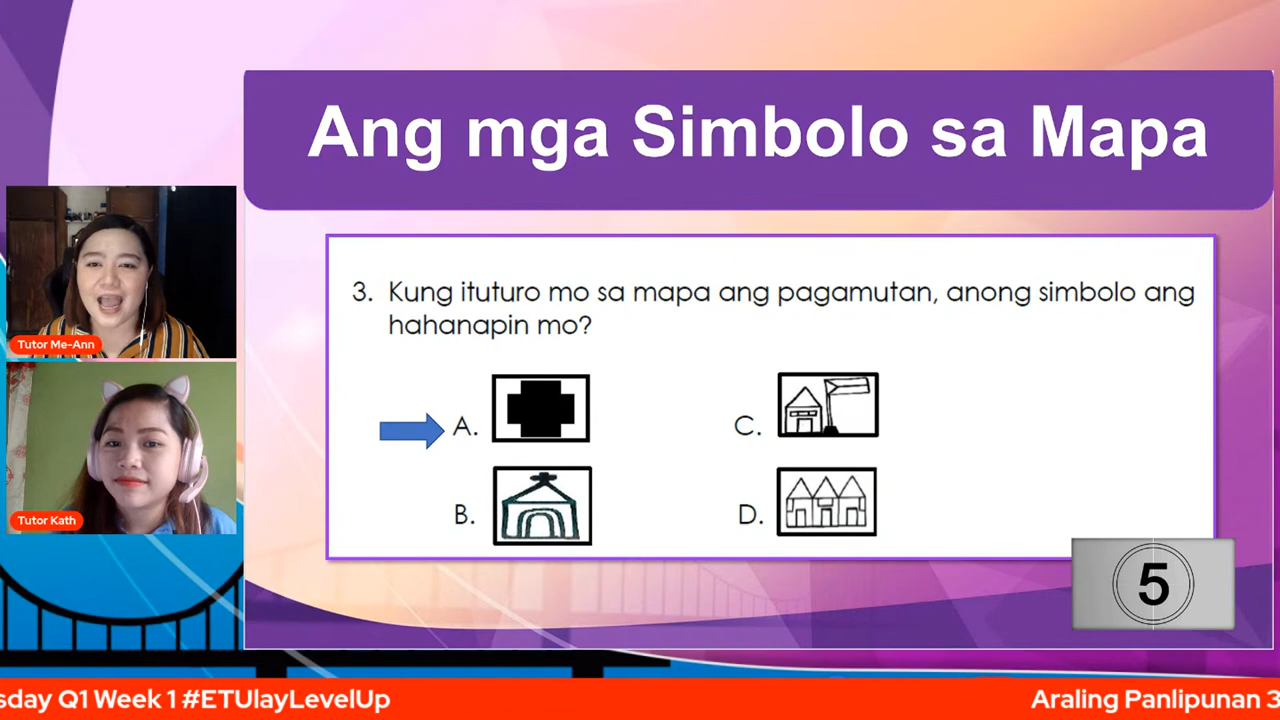 Ang mga Simbolo sa Mapa
3. Kung ituturo mo sa mapa ang pagamutan, anong simbolo ang
hahanapin mo?
A.
C.
B.
D.
5
Tutor Me-Ann
Tutor Kath
sday Q1 Week 1 #ETUlayLevelUp
Araling Panlipunan 3